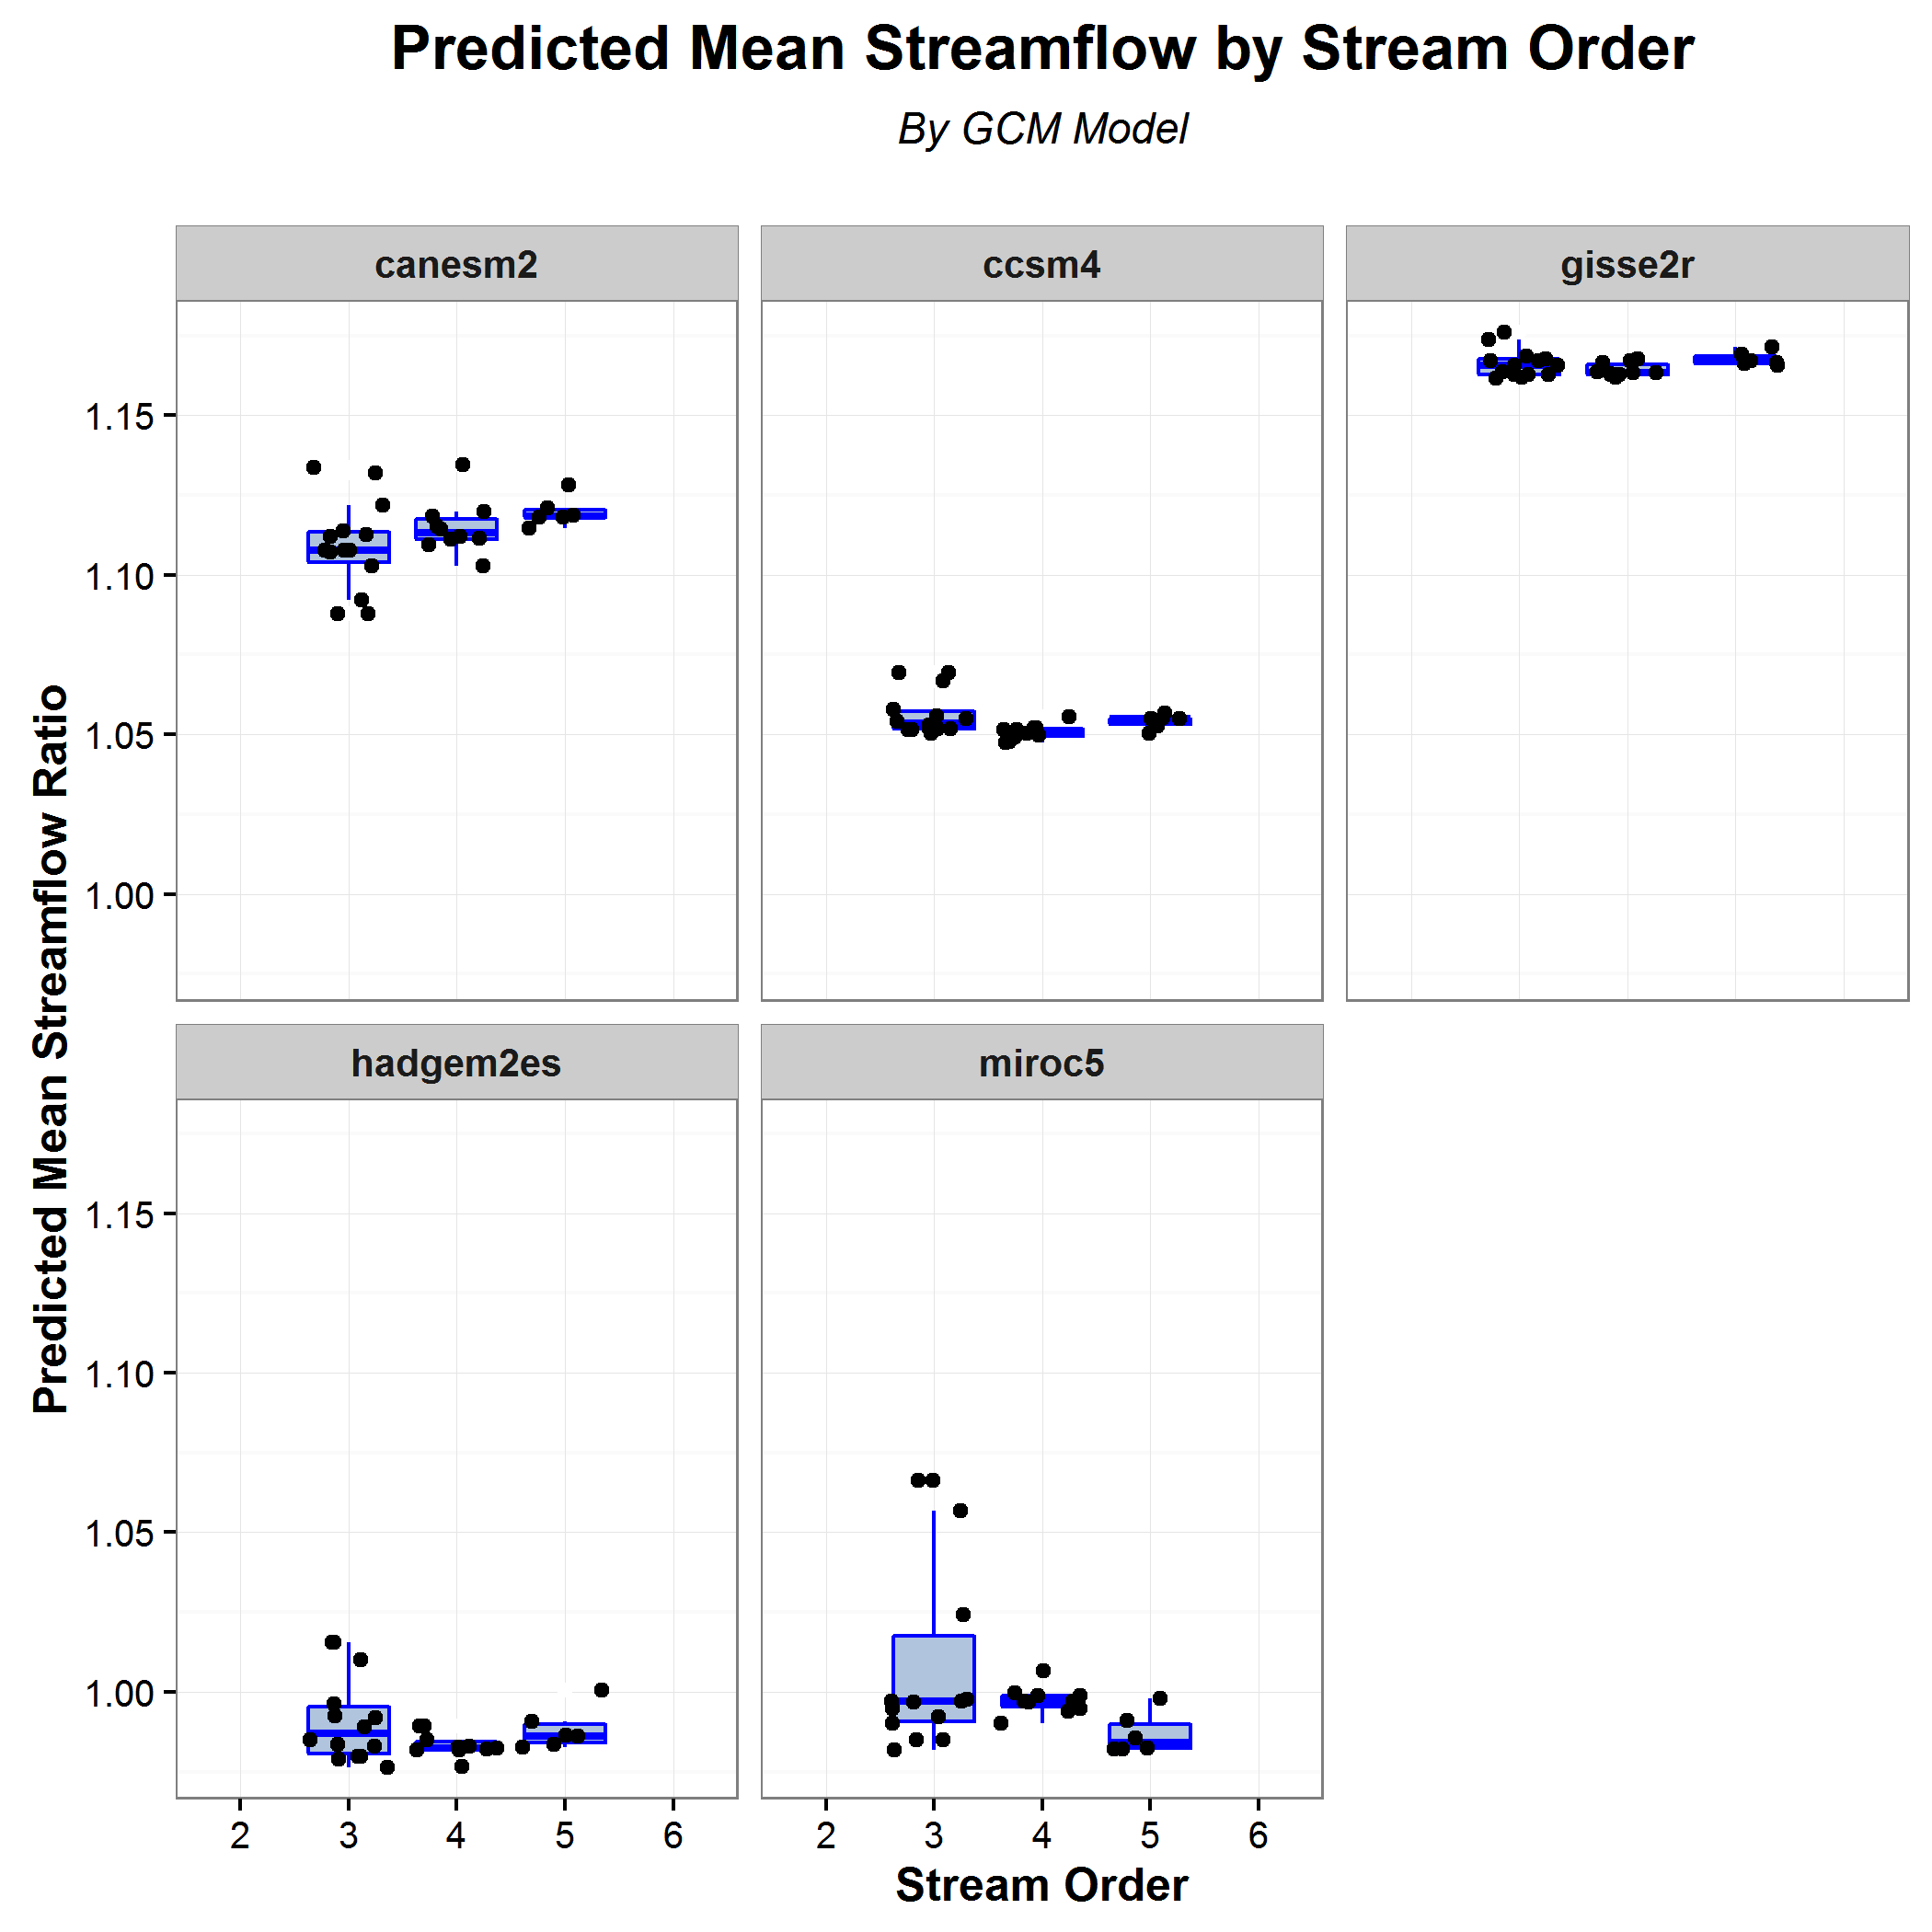 Predicted Mean Streamflow by Stream Order
By GCM Model
canesm2
ccsm4
gisse2r
1.15
1.10
1.05
1.00
Predicted Mean Streamflow Ratio
hadgem2es
miroc5
1.15
1.10
1.05
1.00
2 3 4 5 6
2 3 4 5 6
Stream Order